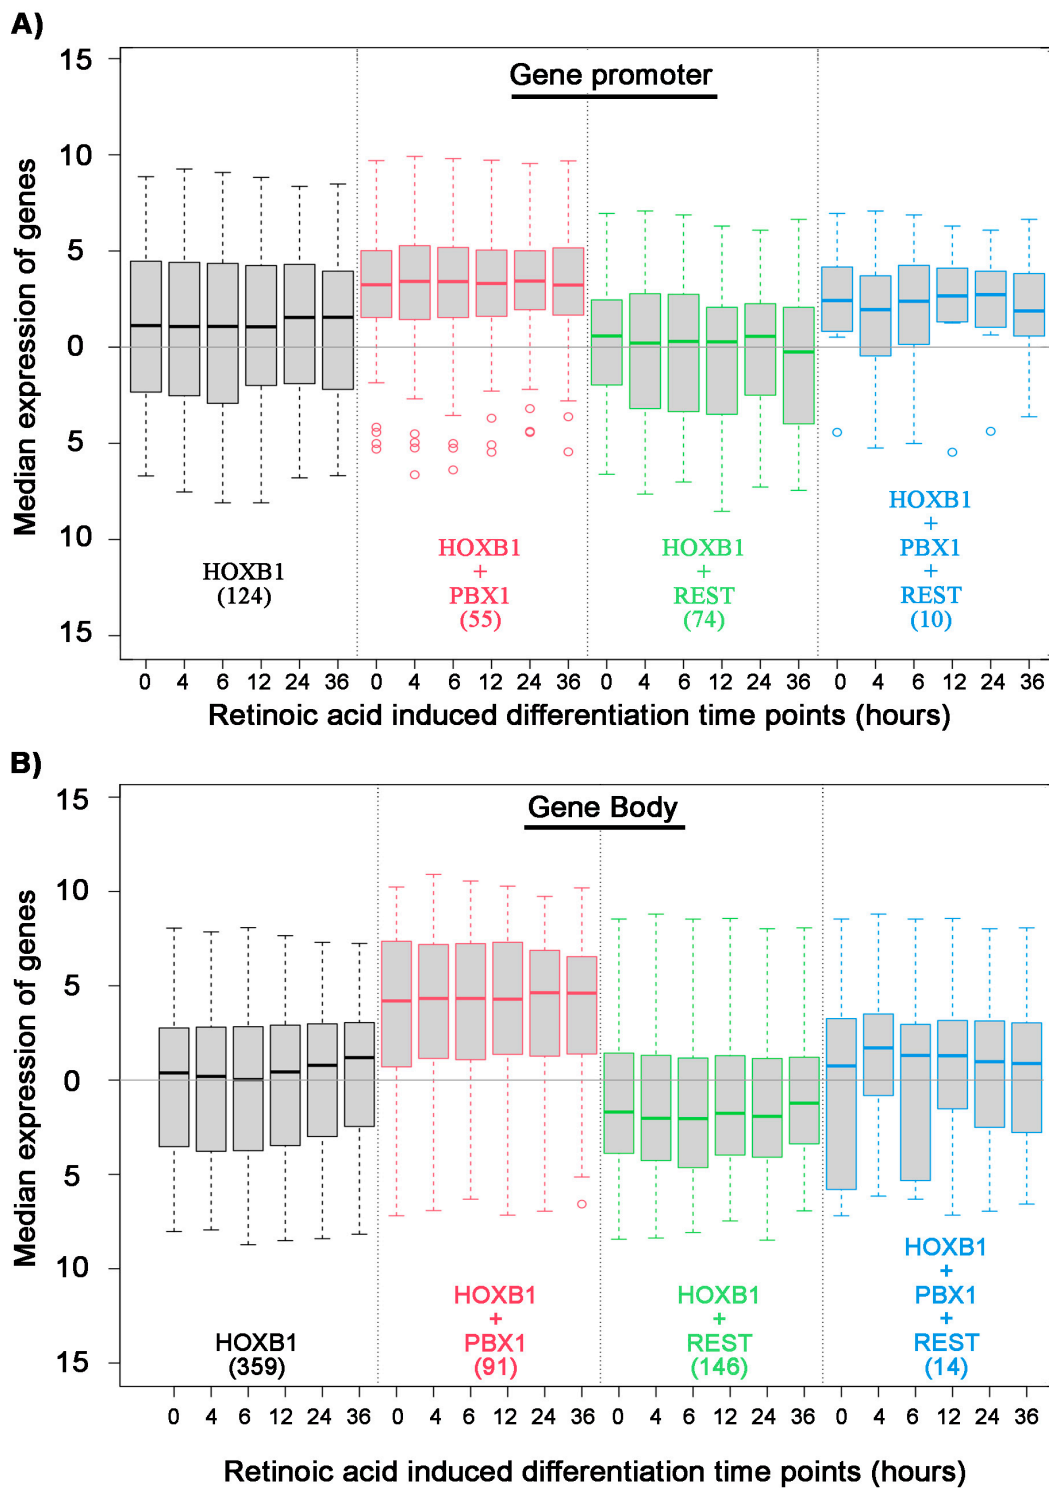 A)
Gene promoter
15
10
5
0
5
10
15
Median expression of genes
HOXB1
(124)
HOXB1
+
PBX1
(55)
HOXB1
+
REST
(74)
HOXB1
+
PBX1
+
REST
(10)
0 4 6 12 24 36 0 4 6 12 24 36 0 4 6 12 24 36 0 4 6 12 24 36
Retinoic acid induced differentiation time points (hours)
B)
Gene Body
15
10
5
0
5
10
15
Median expression of genes
HOXB1
(359)
HOXB1
+
PBX1
(91)
HOXB1
+
REST
(146)
HOXB1
+
PBX1
+
REST
(14)
0 4 6 12 24 36 0 4 6 12 24 36 0 4 6 12 24 36 0 4 6 12 24 36
Retinoic acid induced differentiation time points (hours)